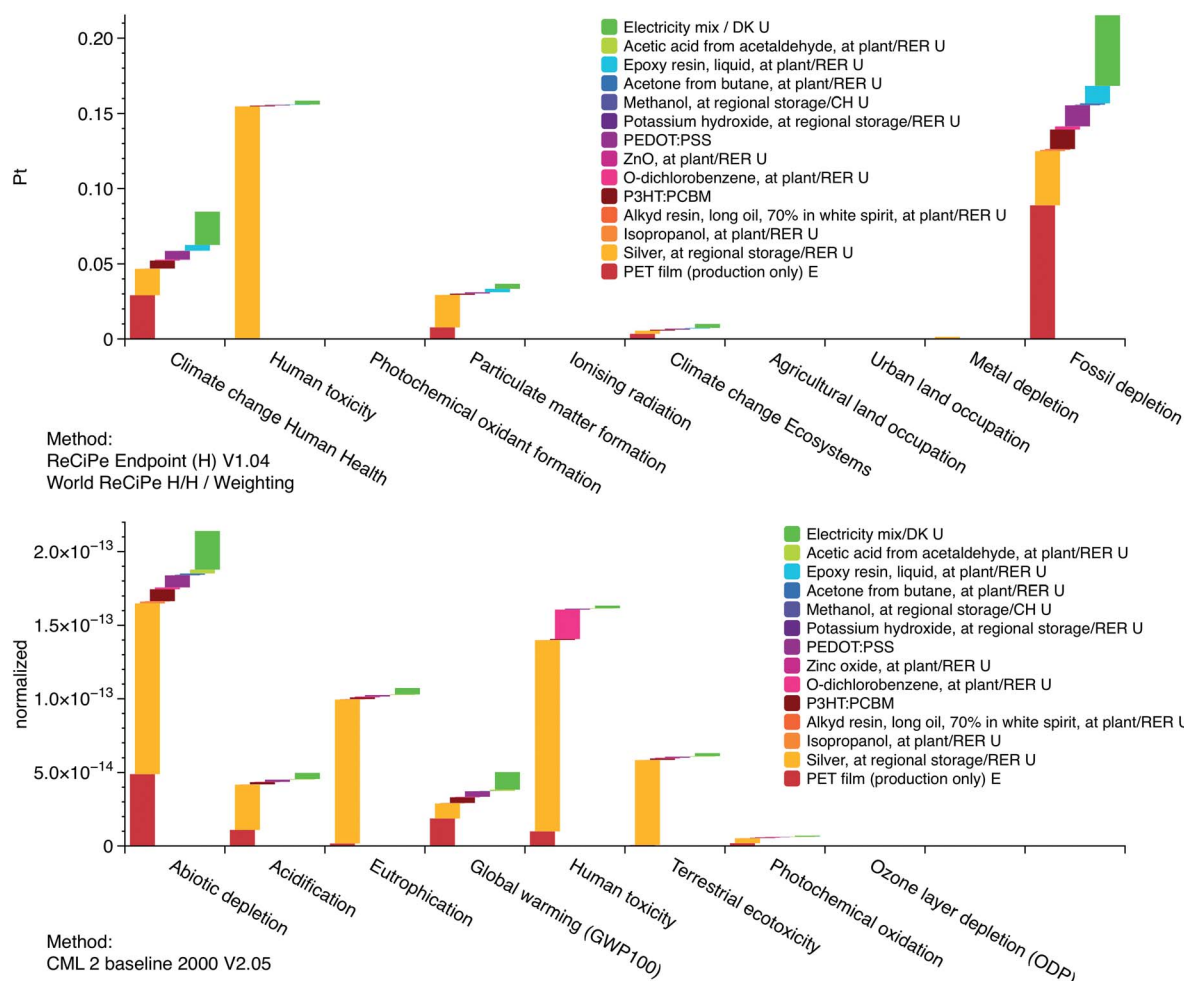 0.20
0.15
0.10
0.05
0
Pt
Electricity mix / DK U
Acetic acid from acetaldehyde, at plant/RER U
Epoxy resin, liquid, at plant/RER U
Acetone from butane, at plant/RER U
Methanol, at regional storage/CH U
Potassium hydroxide, at regional storage/RER U
PEDOT:PSS
ZnO, at plant/RER U
O-dichlorobenzene, at plant/RER U
P3HT:PCBM
Alkyd resin, long oil, 70% in white spirit, at plant/RER U
Isopropanol, at plant/RER U
Silver, at regional storage/RER U
PET film (production only) E
Climate change Human Health
Human toxicity
Photochemical oxidant formation
Particulate matter formation
Ionising radiation
Climate change Ecosystems
Agricultural land occupation
Urban land occupation
Metal depletion
Fossil depletion
Method:
ReCiPe Endpoint (H) V1.04
World ReCiPe H/H / Weighting
2.0×10⁻¹³
1.5×10⁻¹³
1.0×10⁻¹³
5.0×10⁻¹⁴
0
normalized
Electricity mix/DK U
Acetic acid from acetaldehyde, at plant/RER U
Epoxy resin, liquid, at plant/RER U
Acetone from butane, at plant/RER U
Methanol, at regional storage/CH U
Potassium hydroxide, at regional storage/RER U
PEDOT:PSS
Zinc oxide, at plant/RER U
O-dichlorobenzene, at plant/RER U
P3HT:PCBM
Alkyd resin, long oil, 70% in white spirit, at plant/RER U
Isopropanol, at plant/RER U
Silver, at regional storage/RER U
PET film (production only) E
Abiotic depletion
Acidification
Eutrophication
Global warming (GWP100)
Human toxicity
Terrestrial ecotoxicity
Photochemical oxidation
Ozone layer depletion (ODP)
Method:
CML 2 baseline 2000 V2.05